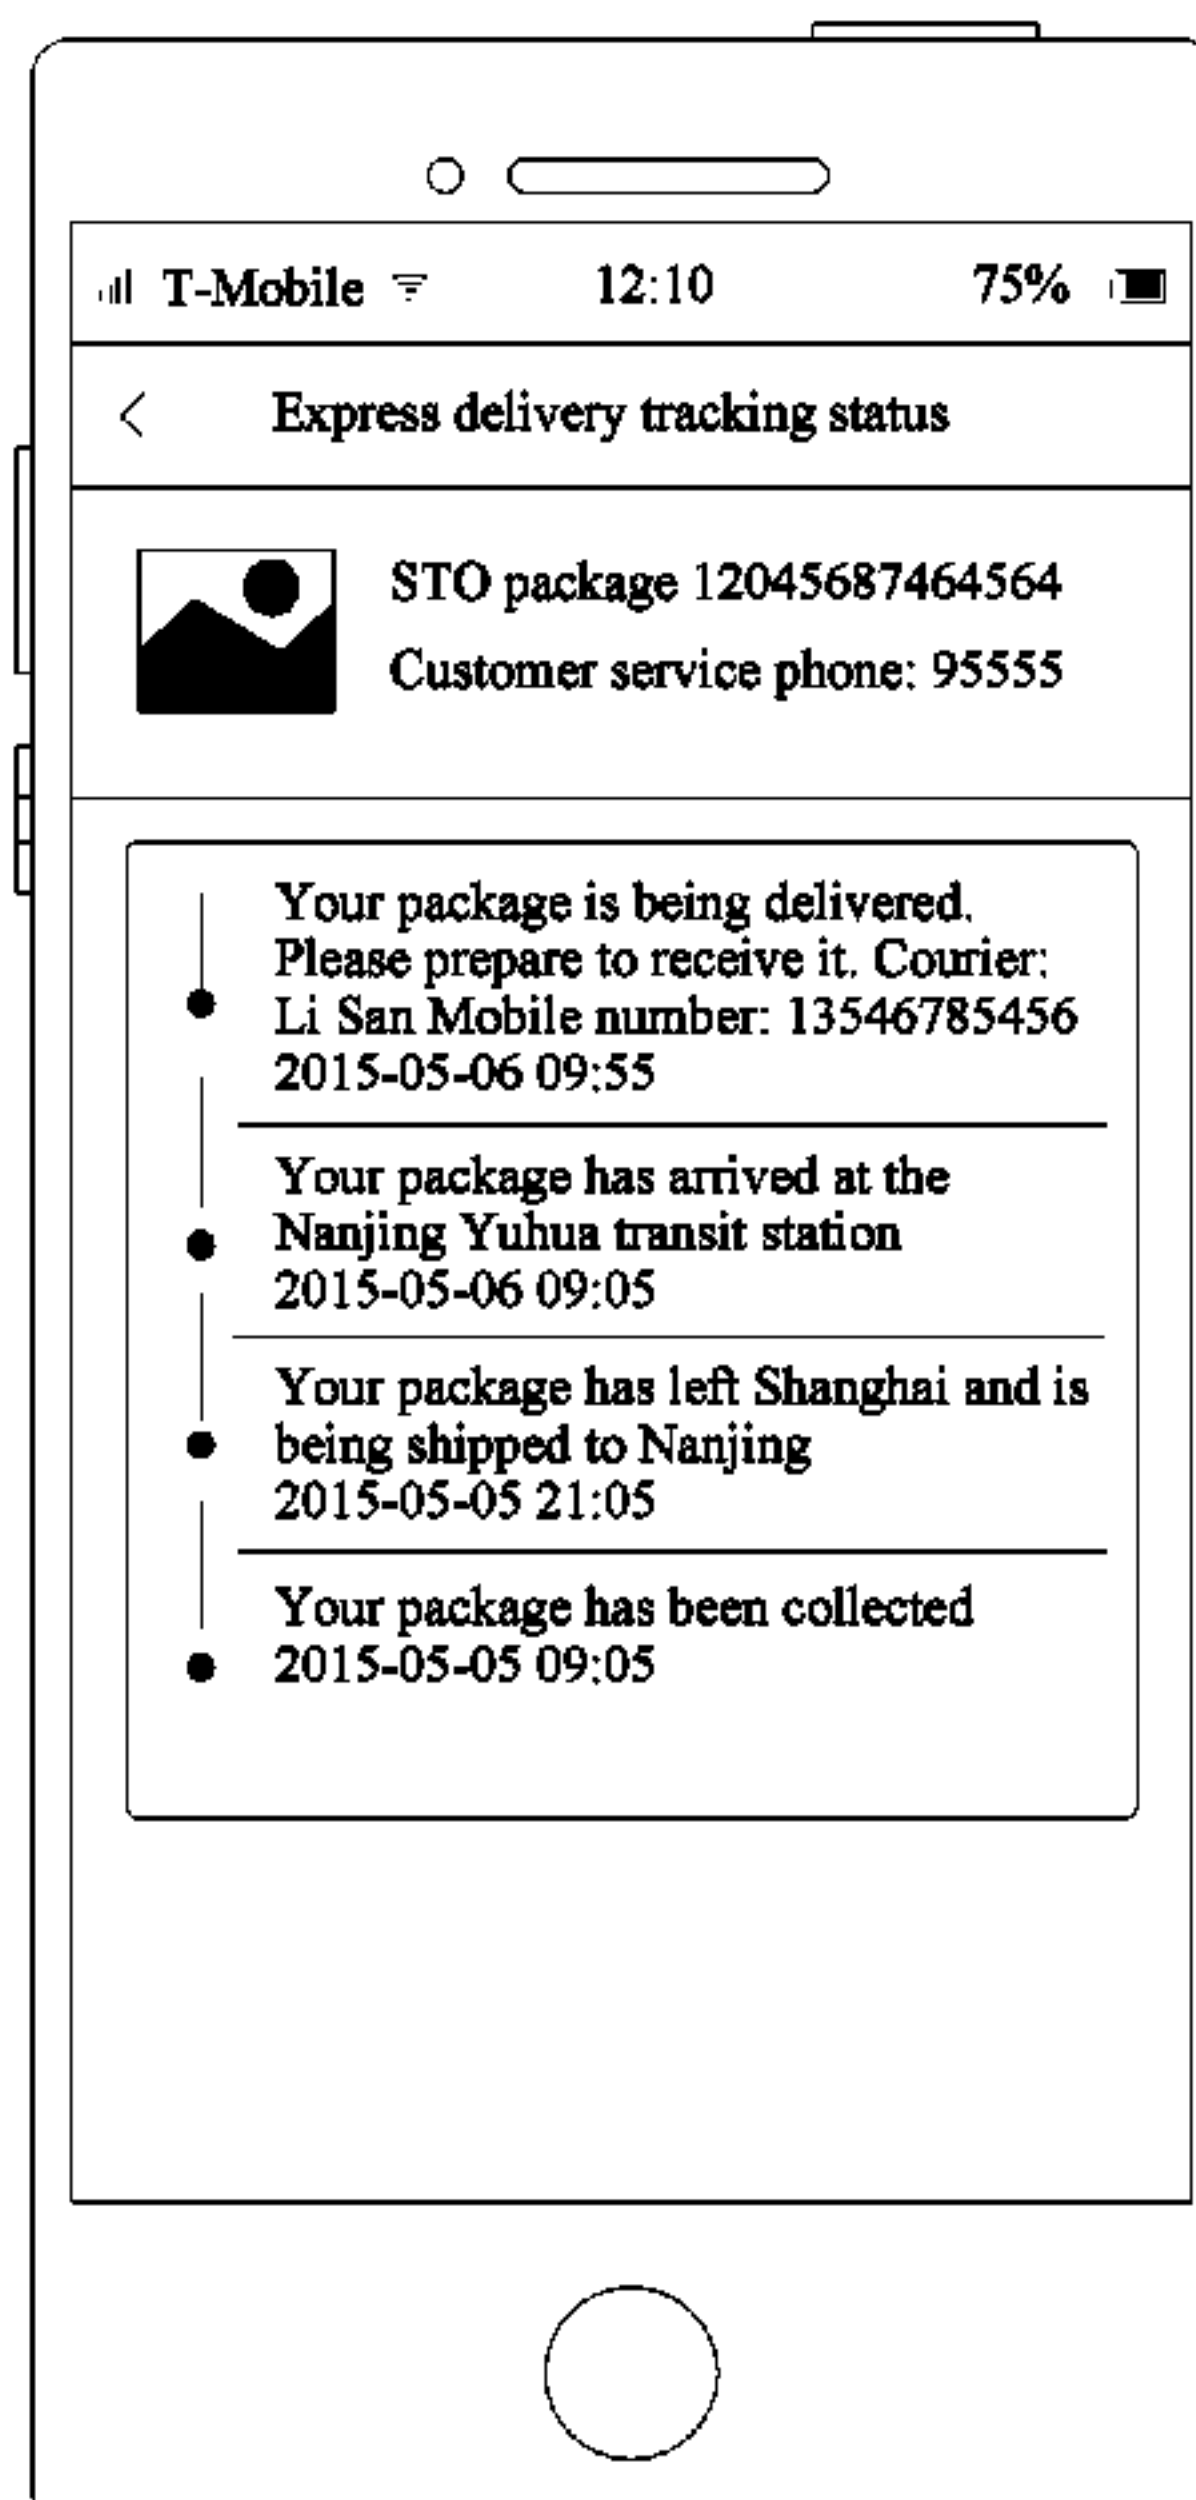 T-Mobile 12:10 75%
Express delivery tracking status
STO package 12045687464564
Customer service phone: 95555
Your package is being delivered.
Please prepare to receive it. Courier:
Li San Mobile number: 13546785456
2015-05-06 09:55
Your package has arrived at the
Nanjing Yuhua transit station
2015-05-06 09:05
Your package has left Shanghai and is
being shipped to Nanjing
2015-05-05 21:05
Your package has been collected
2015-05-05 09:05